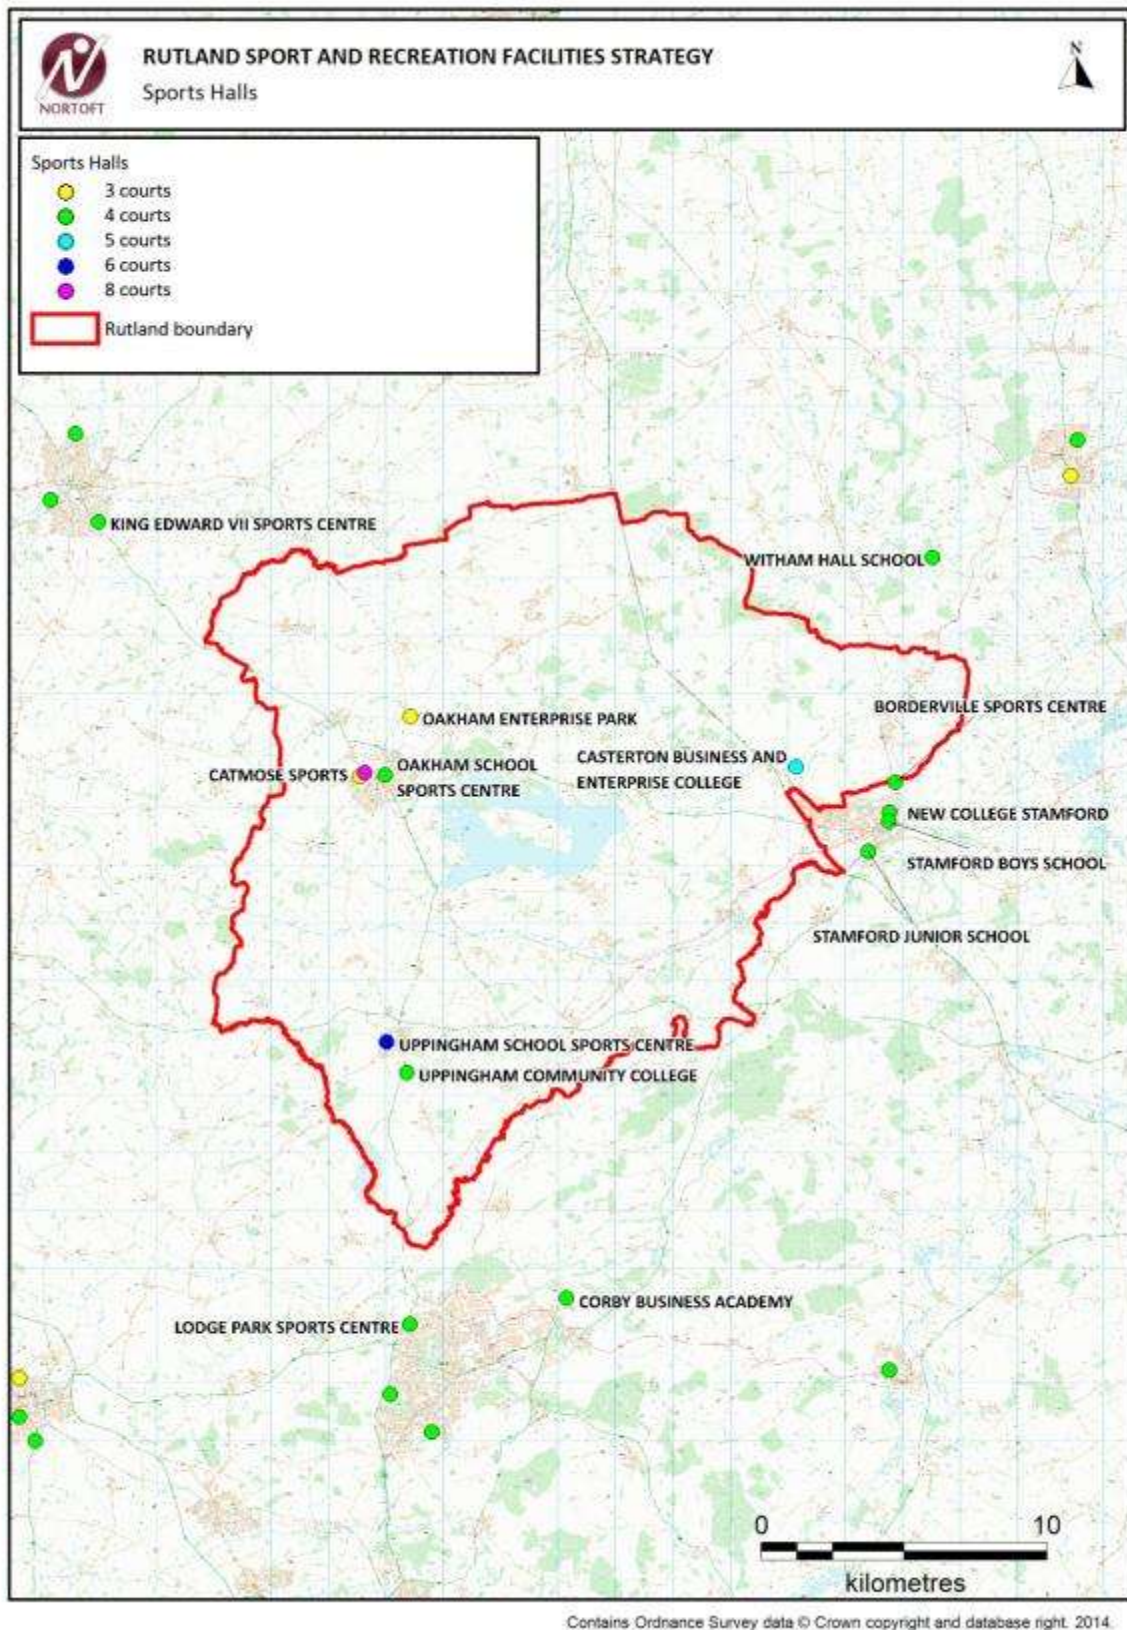 NORTOFT
RUTLAND SPORT AND RECREATION FACILITIES STRATEGY
Sports Halls
N
Sports Halls
3 courts
4 courts
5 courts
6 courts
8 courts
Rutland boundary
KING EDWARD VII SPORTS CENTRE
WITHAM HALL SCHOOL
BORDERVILLE SPORTS CENTRE
OAKHAM ENTERPRISE PARK
CATMOSE SPORTS
OAKHAM SCHOOL
SPORTS CENTRE
CASTERTON BUSINESS AND
ENTERPRISE COLLEGE
NEW COLLEGE STAMFORD
STAMFORD BOYS SCHOOL
STAMFORD JUNIOR SCHOOL
UPPINGHAM SCHOOL SPORTS CENTRE
UPPINGHAM COMMUNITY COLLEGE
CORBY BUSINESS ACADEMY
LODGE PARK SPORTS CENTRE
0 10
kilometres
Contains Ordnance Survey data © Crown copyright and database right. 2014.